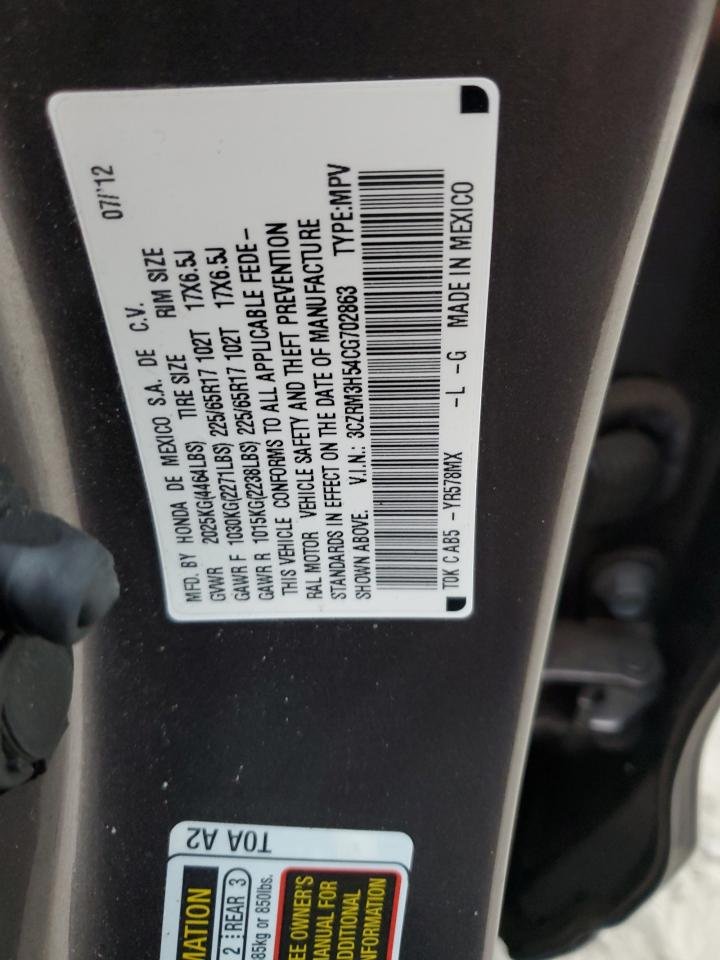 07/'12
MFD. BY HONDA DE MEXICO S.A. DE C.V.
GVWR 2025KG(4464LBS) TIRE SIZE RIM SIZE
GAWR F 1030KG(2271LBS) 225/65R17 102T 17X6.5J
GAWR R 1015KG(2238LBS) 225/65R17 102T 17X6.5J
THIS VEHICLE CONFORMS TO ALL APPLICABLE FEDE-
RAL MOTOR VEHICLE SAFETY AND THEFT PREVENTION
STANDARDS IN EFFECT ON THE DATE OF MANUFACTURE
SHOWN ABOVE. V.I.N.: 3CZRM3H54CG702863 TYPE:MPV
T0K C AB5 -YR578MX -L -G MADE IN MEXICO
T0A A2
MATION
2 REAR 3
85kg or 850lbs.
EE OWNER'S
MANUAL FOR
DDITIONAL
NFORMATION